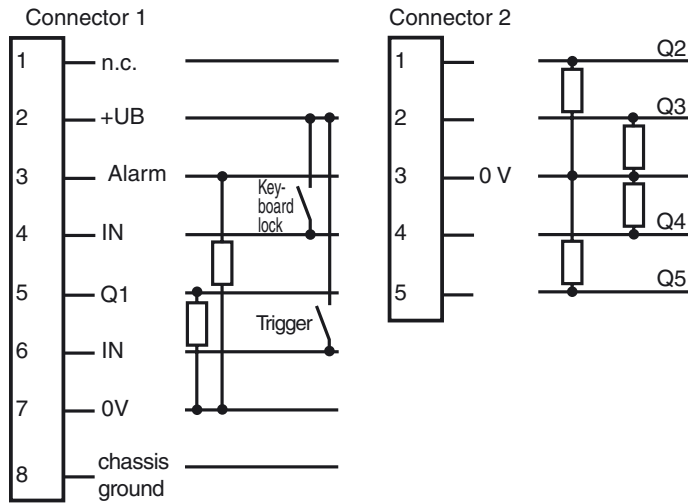 Connector 1
1 n.c.
2 +UB
3 Alarm
4 IN
5 Q1
6 IN
7 0V
8 chassis
ground
Key-
board
lock
Trigger
Connector 2
1 Q2
2 Q3
3 0 V
4 Q4
5 Q5